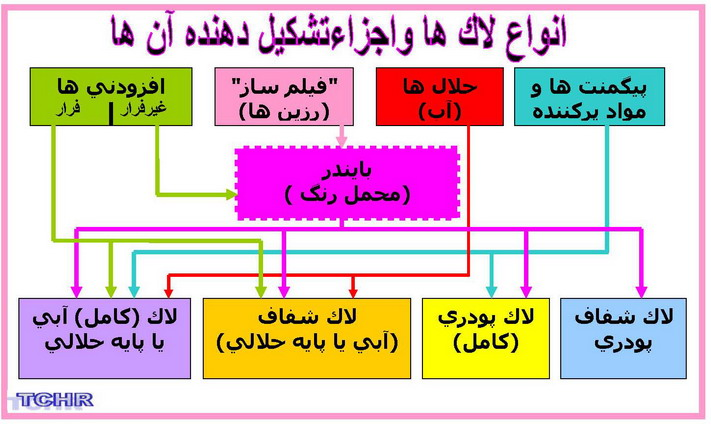 انواع لاك ها واجزاءتشكيل دهنده آن ها
پيگمنت ها و
مواد پركننده
حلال ها
(آب)
"فيلم ساز"
(رزين ها)
افزودني ها
غيرفرار | فرار
بايندر
(محمل رنگ )
لاك شفاف
پودري
لاك پودري
(كامل)
لاك شفاف
(آبي يا پايه حلالي)
لاك (كامل) آبي
يا پايه حلالي
TCHR